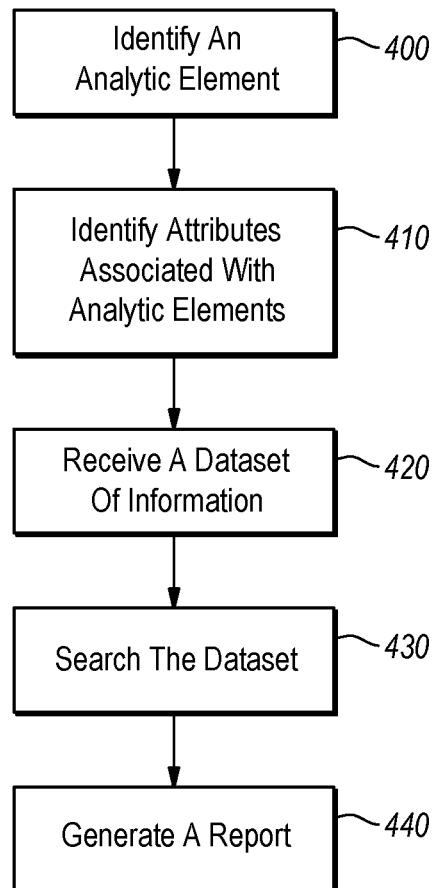 Identify An
Analytic Element
400
Identify Attributes
Associated With
Analytic Elements
410
Receive A Dataset
Of Information
420
Search The Dataset
430
Generate A Report
440